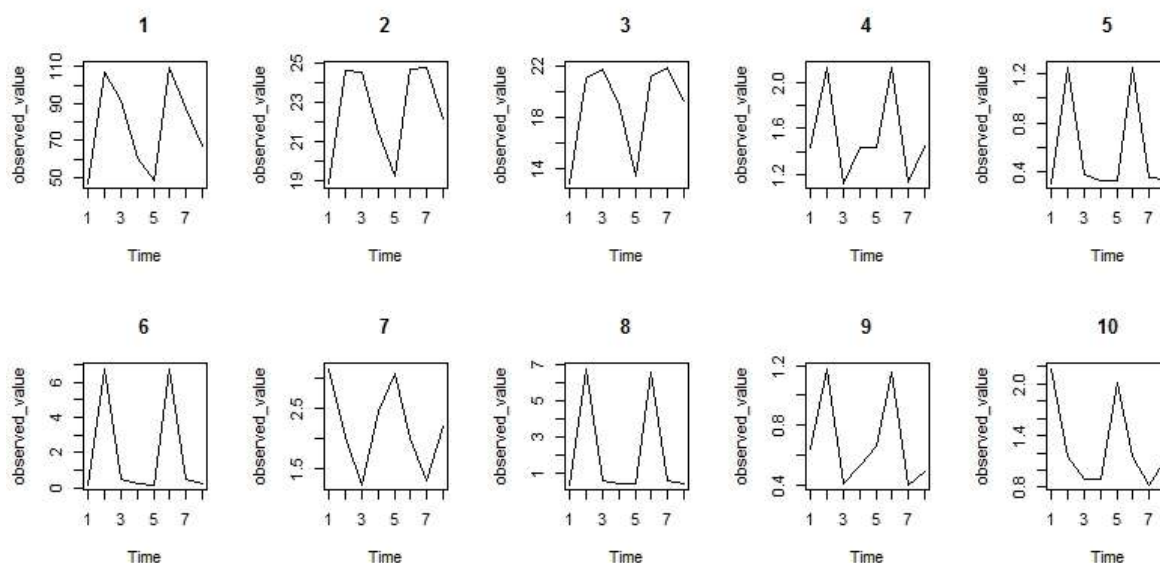 1 2 3 4 5
observed_value 50 70 90 110
observed_value 19 21 23 25
observed_value 14 18 22
observed_value 1.2 1.6 2.0
observed_value 0.4 0.8 1.2
1 3 5 7 1 3 5 7 1 3 5 7 1 3 5 7 1 3 5 7
Time Time Time Time Time
6 7 8 9 10
observed_value 0 2 4 6
observed_value 1.5 2.5
observed_value 1 3 5 7
observed_value 0.4 0.8 1.2
observed_value 0.8 1.4 2.0
1 3 5 7 1 3 5 7 1 3 5 7 1 3 5 7 1 3 5 7
Time Time Time Time Time